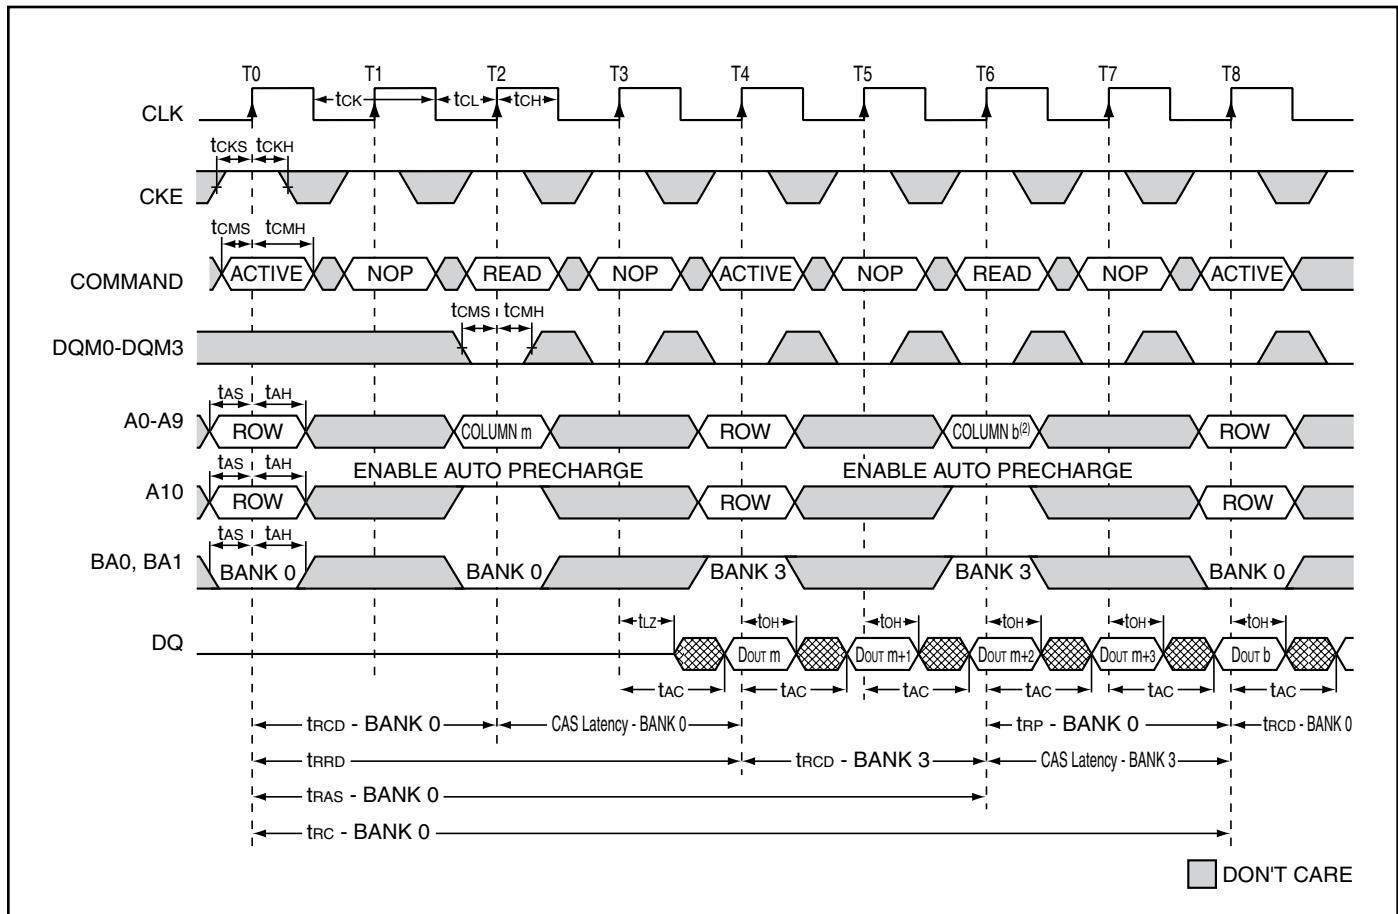 T0 T1 T2 T3 T4 T5 T6 T7 T8
CLK tCK tCL tCH
tCKS tCKH
CKE
tCMS tCMH
COMMAND ACTIVE NOP READ NOP ACTIVE NOP READ NOP ACTIVE
tCMS tCMH
DQM0-DQM3
tAS tAH
A0-A9 ROW COLUMN m ROW COLUMN b(2) ROW
tAS tAH ENABLE AUTO PRECHARGE ENABLE AUTO PRECHARGE
A10 ROW ROW ROW
tAS tAH
BA0, BA1 BANK 0 BANK 0 BANK 3 BANK 3 BANK 0
tLZ tOH tOH tOH tOH tOH
DQ DOUT m DOUT m+1 DOUT m+2 DOUT m+3 DOUT b
tAC tAC tAC tAC tAC tAC
tRCD - BANK 0 CAS Latency - BANK 0 tRP - BANK 0 tRCD - BANK 0
tRRD tRCD - BANK 3 CAS Latency - BANK 3
tRAS - BANK 0
tRC - BANK 0
DON'T CARE